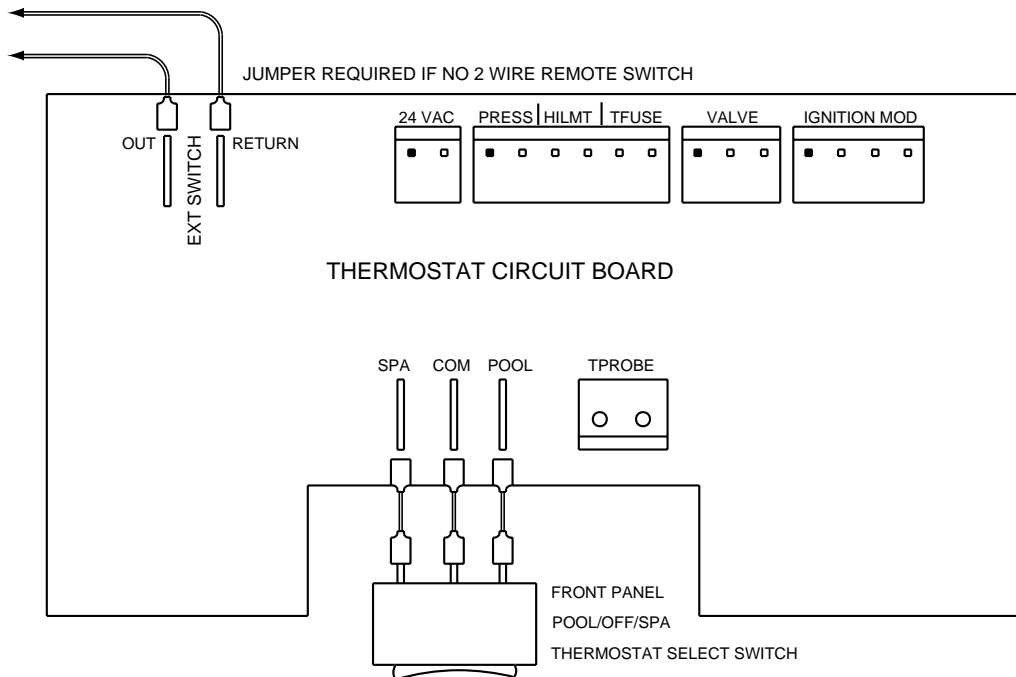 JUMPER REQUIRED IF NO 2 WIRE REMOTE SWITCH
24 VAC PRESS HILMT TFUSE VALVE IGNITION MOD
OUT RETURN
EXT SWITCH
THERMOSTAT CIRCUIT BOARD
SPA COM POOL TPROBE
FRONT PANEL
POOL/OFF/SPA
THERMOSTAT SELECT SWITCH